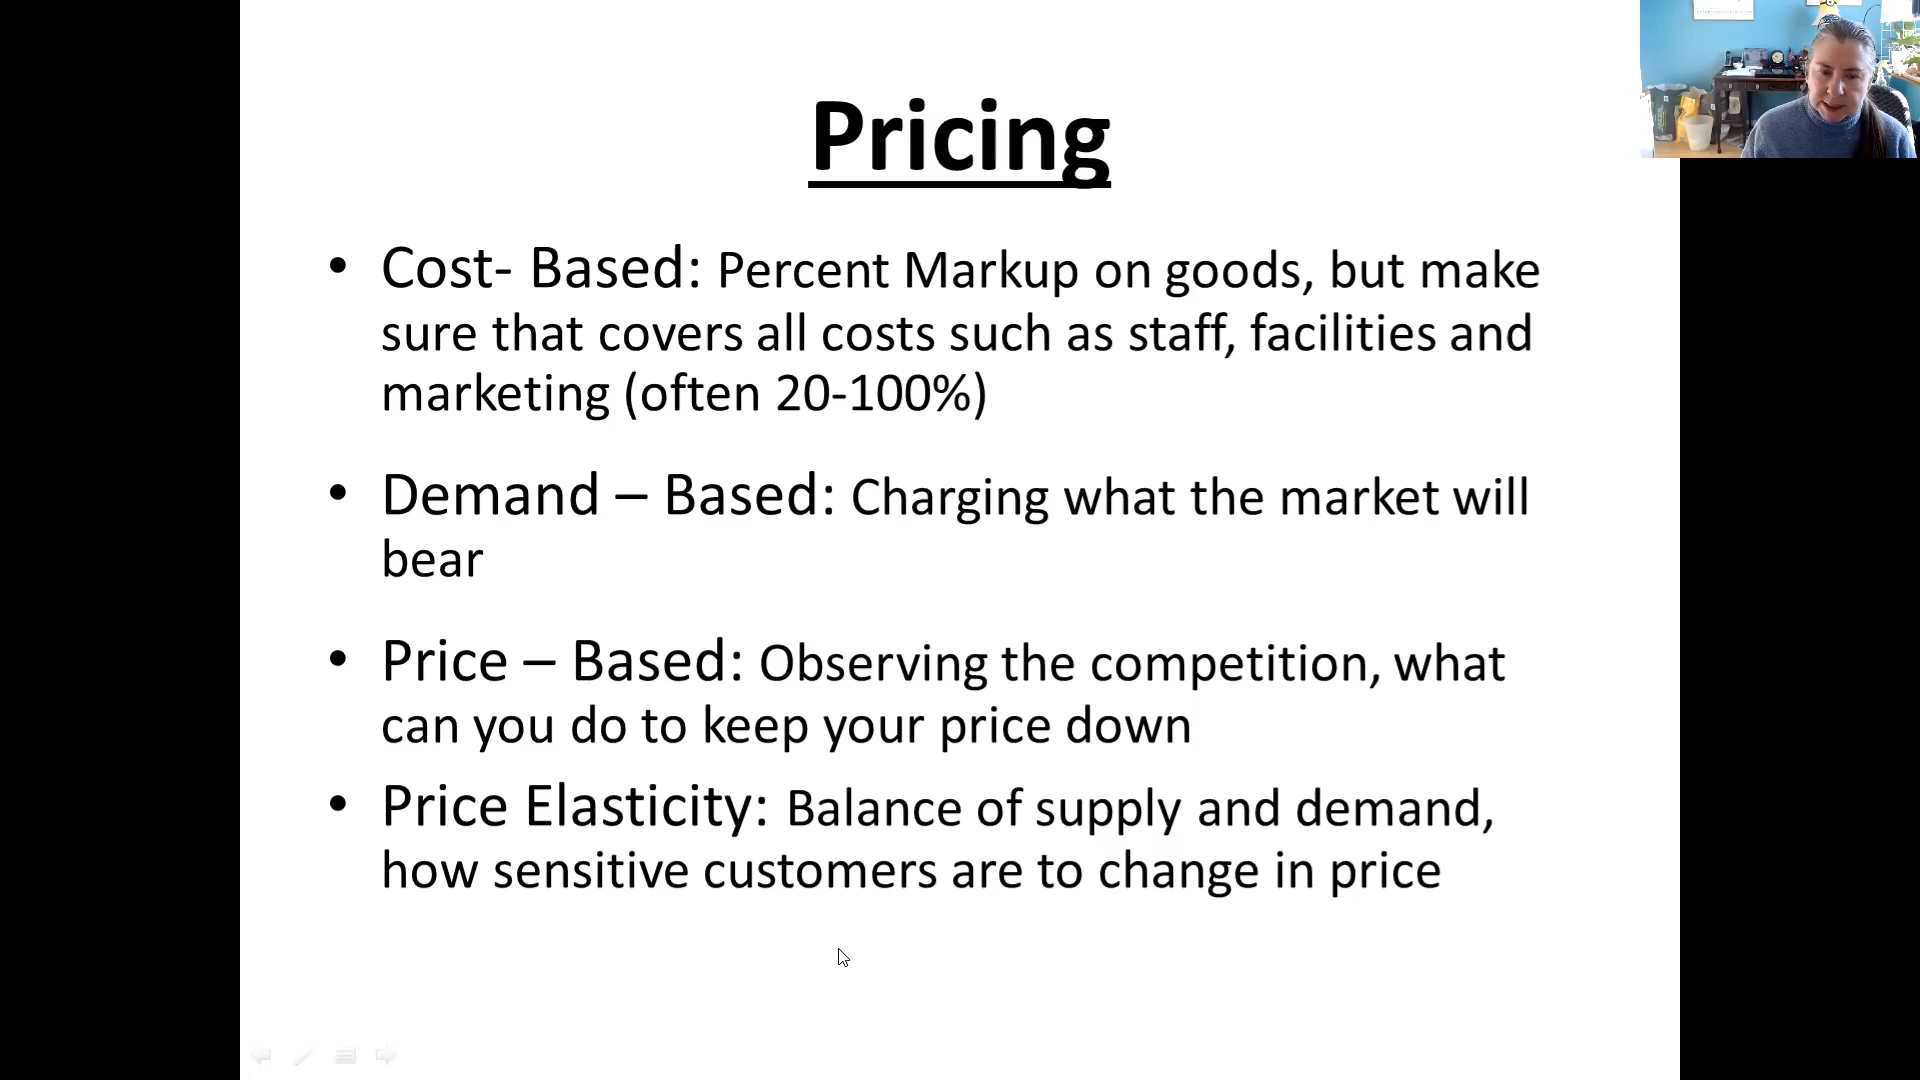 Pricing
• Cost- Based: Percent Markup on goods, but make
sure that covers all costs such as staff, facilities and
marketing (often 20-100%)
• Demand – Based: Charging what the market will
bear
• Price – Based: Observing the competition, what
can you do to keep your price down
• Price Elasticity: Balance of supply and demand,
how sensitive customers are to change in price